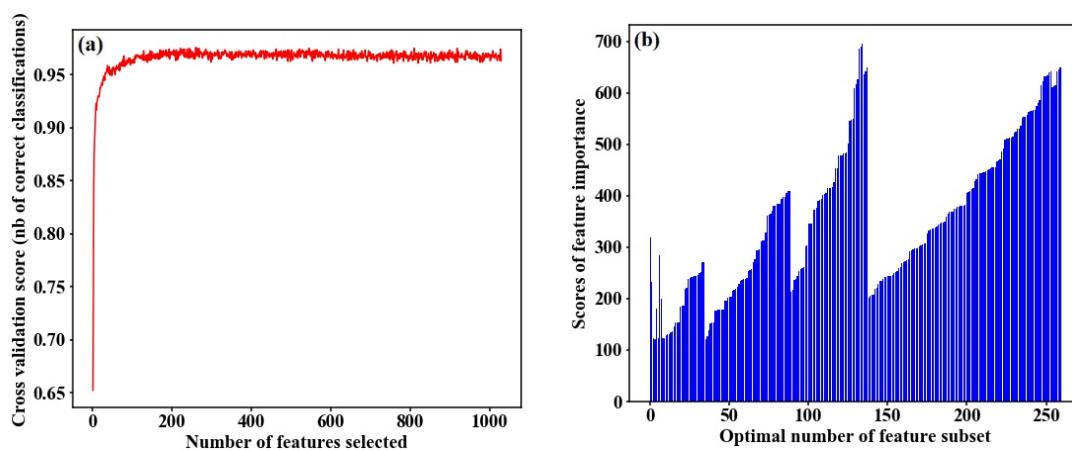 (a)
Cross validation score (nb of correct classifications)
0.95
0.90
0.85
0.80
0.75
0.70
0.65
0 200 400 600 800 1000
Number of features selected
(b)
Scores of feature importance
700
600
500
400
300
200
100
0
0 50 100 150 200 250
Optimal number of feature subset